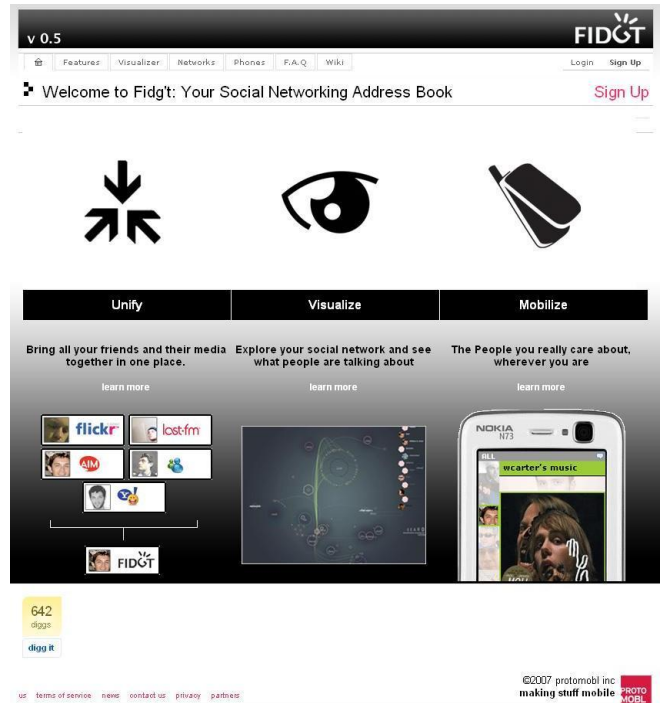 v 0.5
FIDGT
Features Visualizer Networks Phones F.A.Q Wiki
Login Sign Up
Welcome to Fidg't: Your Social Networking Address Book
Sign Up
Unify
Visualize
Mobilize
Bring all your friends and their media
together in one place.
Explore your social network and see
what people are talking about
The People you really care about,
wherever you are
learn more
learn more
learn more
flickr
lost·fm
AIM
Y!
FIDGT
NOKIA
N73
ALL
wcarter's music
642
diggs
digg it
us terms of service news contact us privacy partners
©2007 protomobl inc
making stuff mobile
PROTO
MOBL